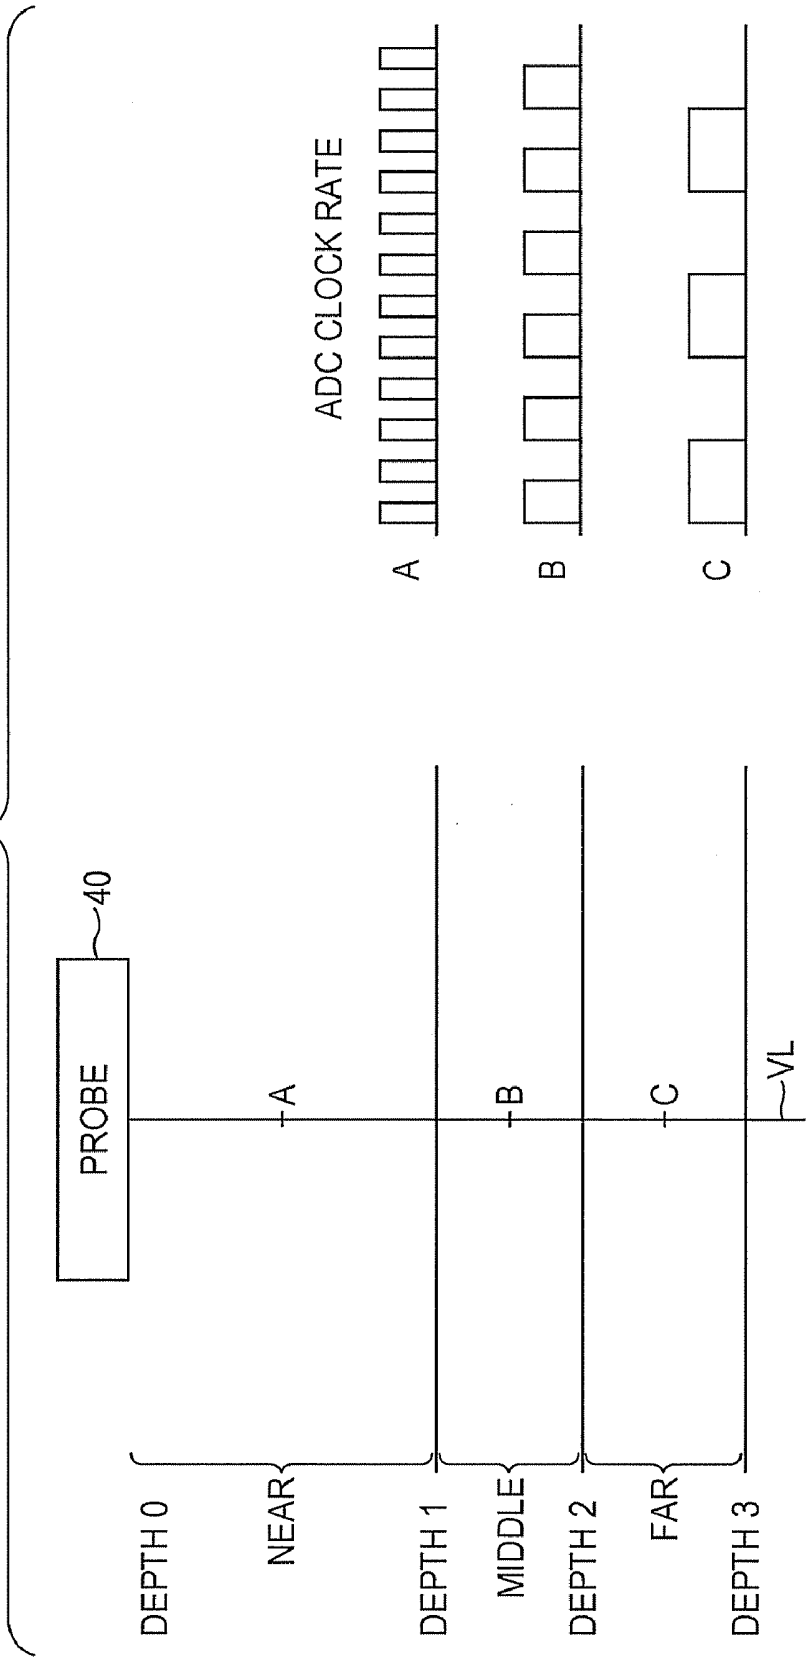 PROBE
40
DEPTH 0
NEAR
A
DEPTH 1
MIDDLE
B
DEPTH 2
FAR
C
DEPTH 3
VL
ADC CLOCK RATE
A
B
C